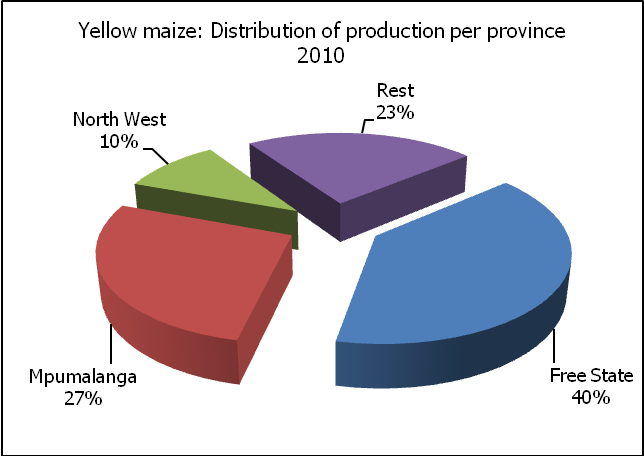 Yellow maize: Distribution of production per province
2010
Rest
23%
North West
10%
Mpumalanga
27%
Free State
40%